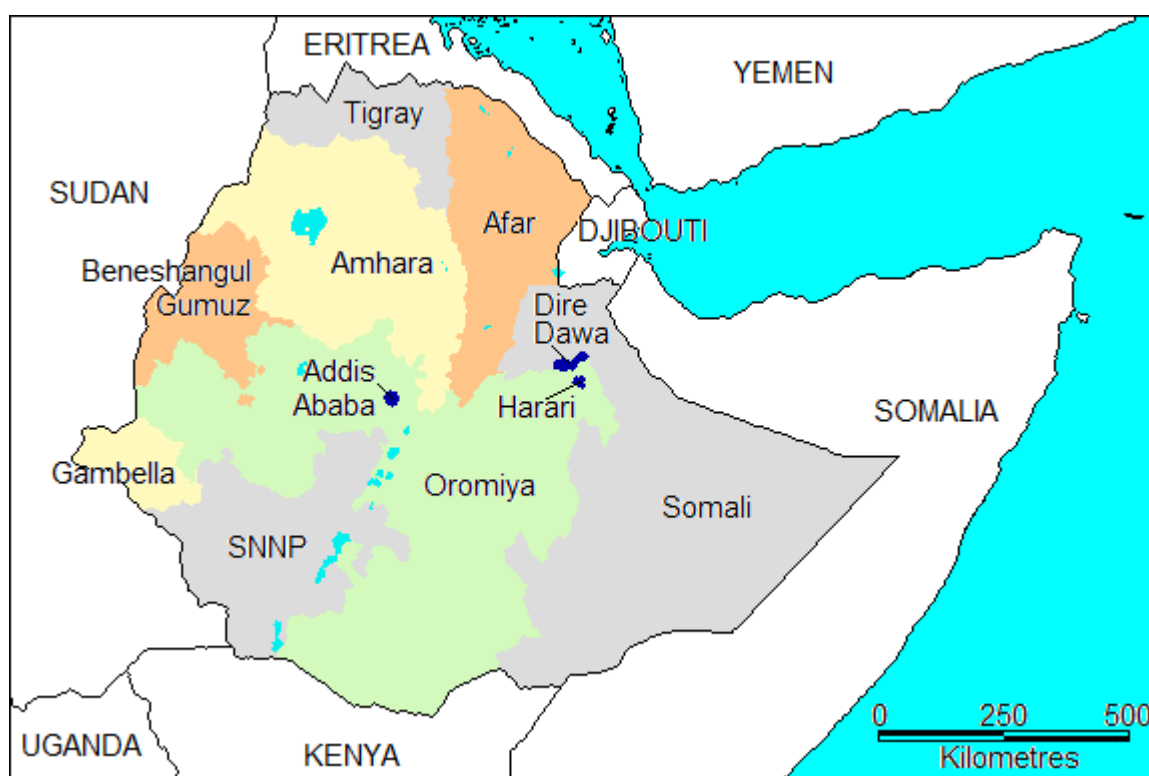 ERITREA
YEMEN
Tigray
SUDAN
Afar
DJIBOUTI
Beneshangul
Gumuz
Amhara
Dire
Dawa
Addis
Ababa
Harari
SOMALIA
Gambella
Oromiya
Somali
SNNP
0 250 500
Kilometres
UGANDA
KENYA